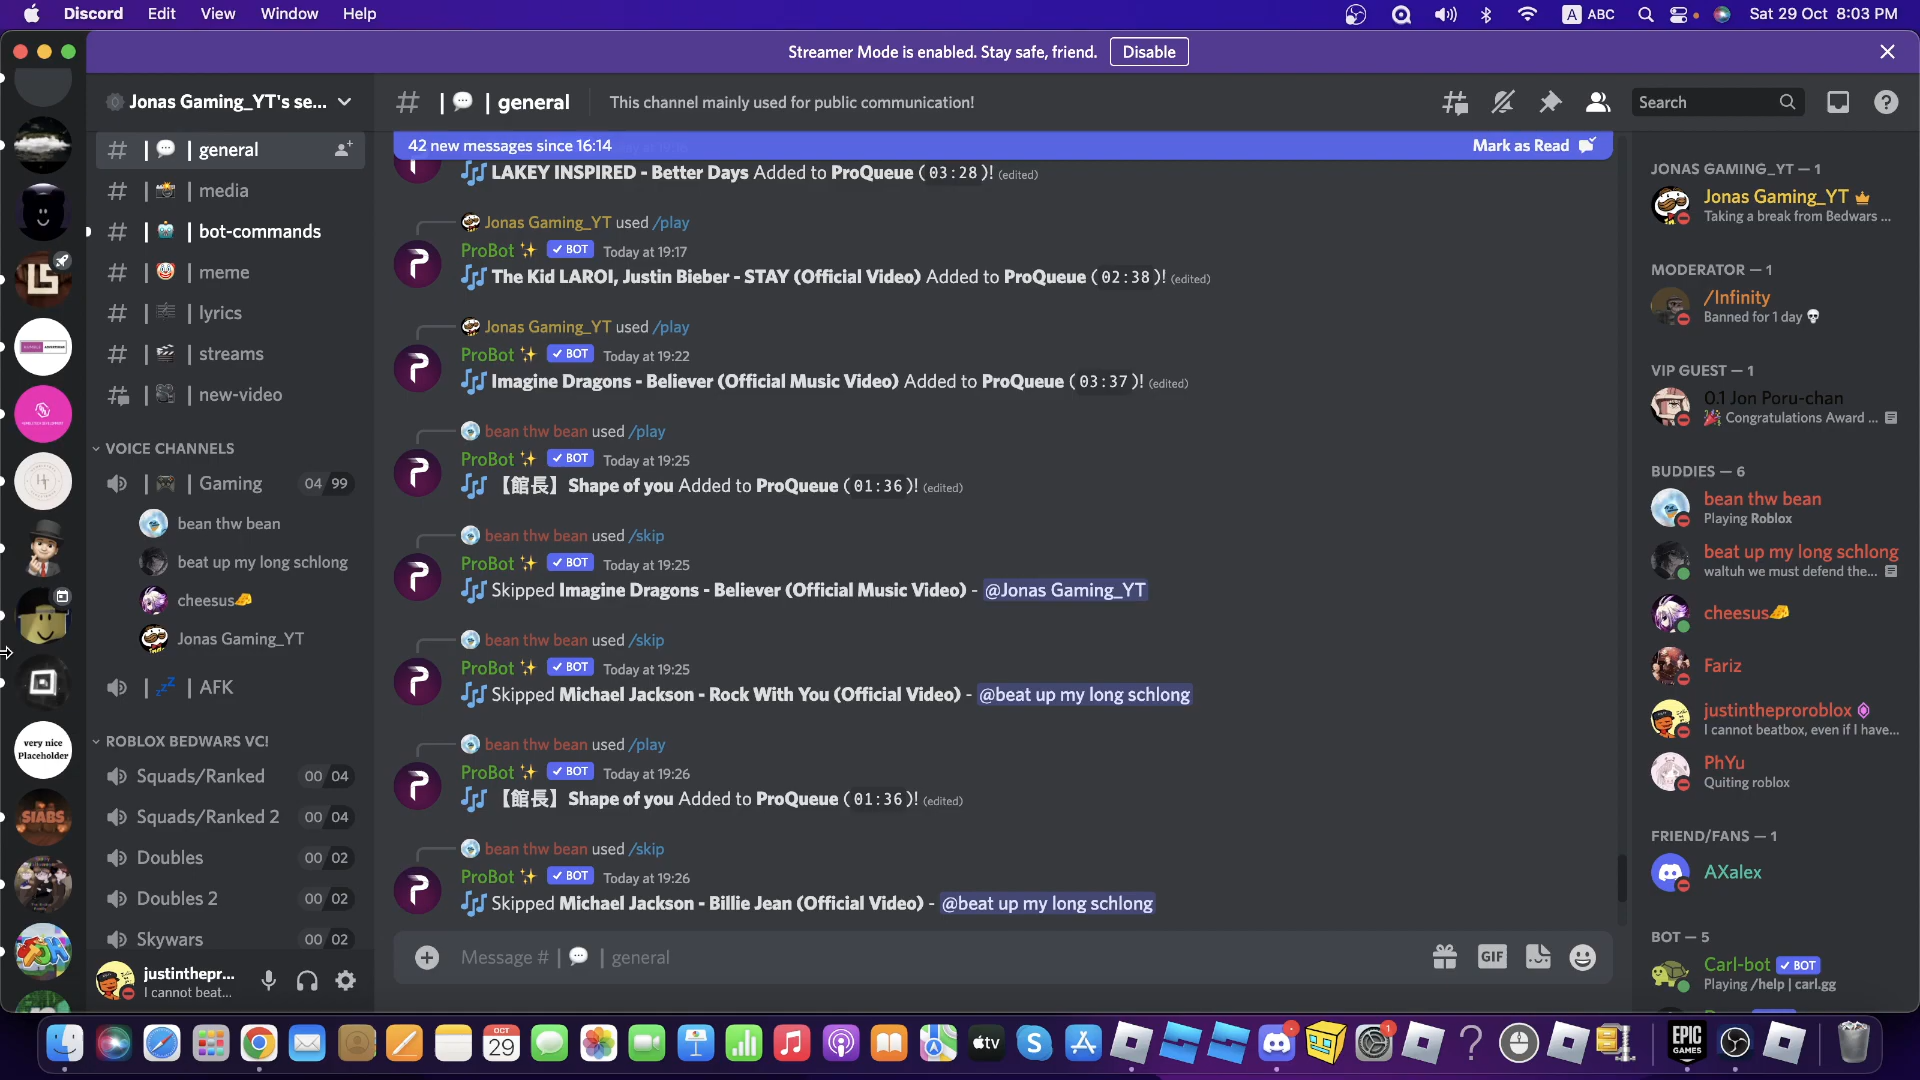 Discord Edit View Window Help
A ABC Sat 29 Oct 8:03 PM
Streamer Mode is enabled. Stay safe, friend. Disable
Jonas Gaming_YT's se...
# | 💬 | general This channel mainly used for public communication!
Search
42 new messages since 16:14 Mark as Read
# | 💬 | general
# | 📸 | media
# | 🤖 | bot-commands
# | 🤡 | meme
# | 🎼 | lyrics
# | 🎬 | streams
| 🎥 | new-video
VOICE CHANNELS
| 🎮 | Gaming 04 99
bean thw bean
beat up my long schlong
cheesus🧀
Jonas Gaming_YT
| 💤 | AFK
ROBLOX BEDWARS VC!
Squads/Ranked 00 04
Squads/Ranked 2 00 04
Doubles 00 02
Doubles 2 00 02
Skywars 00 02
justinthepr...
I cannot beat...
very nice
Placeholder
SIABS
🎶 LAKEY INSPIRED - Better Days Added to ProQueue (03:28)! (edited)
Jonas Gaming_YT used /play
ProBot ✨ ✓ BOT Today at 19:17
🎶 The Kid LAROI, Justin Bieber - STAY (Official Video) Added to ProQueue (02:38)! (edited)
Jonas Gaming_YT used /play
ProBot ✨ ✓ BOT Today at 19:22
🎶 Imagine Dragons - Believer (Official Music Video) Added to ProQueue (03:37)! (edited)
bean thw bean used /play
ProBot ✨ ✓ BOT Today at 19:25
🎶 【館長】Shape of you Added to ProQueue (01:36)! (edited)
bean thw bean used /skip
ProBot ✨ ✓ BOT Today at 19:25
🎶 Skipped Imagine Dragons - Believer (Official Music Video) - @Jonas Gaming_YT
bean thw bean used /skip
ProBot ✨ ✓ BOT Today at 19:25
🎶 Skipped Michael Jackson - Rock With You (Official Video) - @beat up my long schlong
bean thw bean used /play
ProBot ✨ ✓ BOT Today at 19:26
🎶 【館長】Shape of you Added to ProQueue (01:36)! (edited)
bean thw bean used /skip
ProBot ✨ ✓ BOT Today at 19:26
🎶 Skipped Michael Jackson - Billie Jean (Official Video) - @beat up my long schlong
Message # | 💬 | general
GIF
JONAS GAMING_YT — 1
Jonas Gaming_YT
Taking a break from Bedwars ...
MODERATOR — 1
/Infinity
Banned for 1 day 💀
VIP GUEST — 1
0.1 Jon Poru-chan
🎉 Congratulations Award ...
BUDDIES — 6
bean thw bean
Playing Roblox
beat up my long schlong
waltuh we must defend the...
cheesus🧀
Fariz
justintheproroblox
I cannot beatbox, even if I have...
PhYu
Quiting roblox
FRIEND/FANS — 1
AXalex
BOT — 5
Carl-bot ✓ BOT
Playing /help | carl.gg
OCT
29
tv
EPIC
GAMES
1